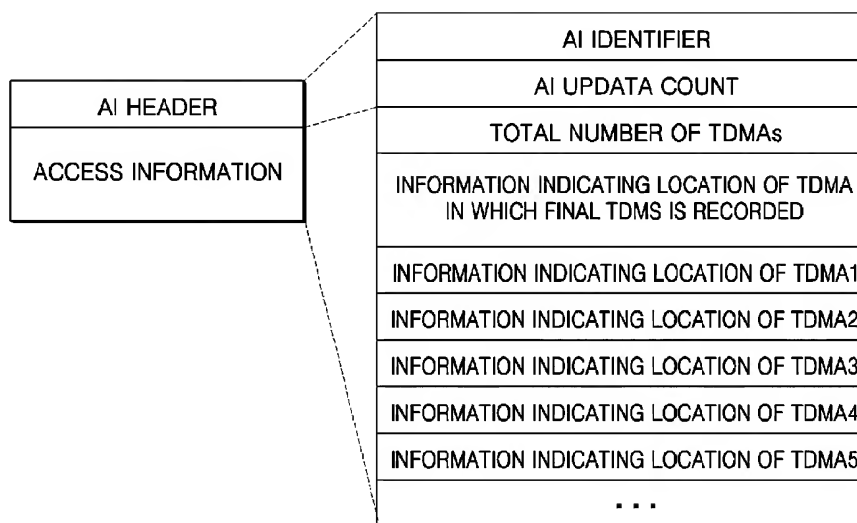 AI HEADER
ACCESS INFORMATION
AI IDENTIFIER
AI UPDATA COUNT
TOTAL NUMBER OF TDMAs
INFORMATION INDICATING LOCATION OF TDMA
IN WHICH FINAL TDMS IS RECORDED
INFORMATION INDICATING LOCATION OF TDMA1
INFORMATION INDICATING LOCATION OF TDMA2
INFORMATION INDICATING LOCATION OF TDMA3
INFORMATION INDICATING LOCATION OF TDMA4
INFORMATION INDICATING LOCATION OF TDMA5
...